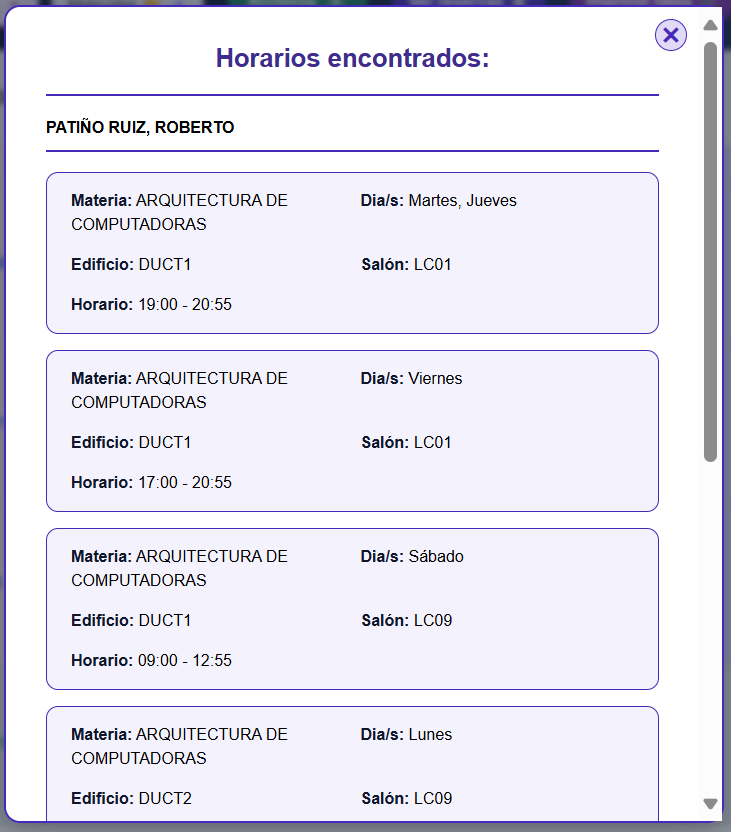 Horarios encontrados:
PATIÑO RUIZ, ROBERTO
Materia: ARQUITECTURA DE Dia/s: Martes, Jueves
COMPUTADORAS
Edificio: DUCT1 Salón: LC01
Horario: 19:00 - 20:55
Materia: ARQUITECTURA DE Dia/s: Viernes
COMPUTADORAS
Edificio: DUCT1 Salón: LC01
Horario: 17:00 - 20:55
Materia: ARQUITECTURA DE Dia/s: Sábado
COMPUTADORAS
Edificio: DUCT1 Salón: LC09
Horario: 09:00 - 12:55
Materia: ARQUITECTURA DE Dia/s: Lunes
COMPUTADORAS
Edificio: DUCT2 Salón: LC09